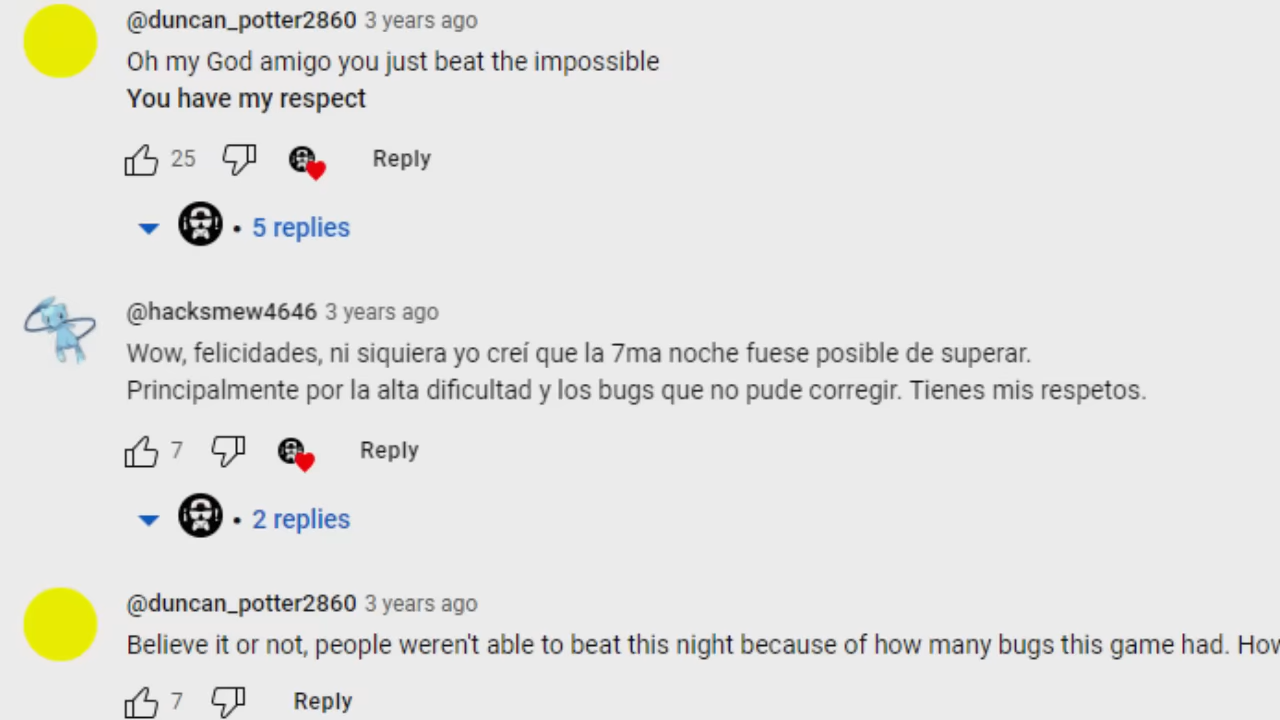 @duncan_potter2860 3 years ago
Oh my God amigo you just beat the impossible
You have my respect
25 Reply
• 5 replies
@hacksmew4646 3 years ago
Wow, felicidades, ni siquiera yo creí que la 7ma noche fuese posible de superar.
Principalmente por la alta dificultad y los bugs que no pude corregir. Tienes mis respetos.
7 Reply
• 2 replies
@duncan_potter2860 3 years ago
Believe it or not, people weren't able to beat this night because of how many bugs this game had.
7 Reply